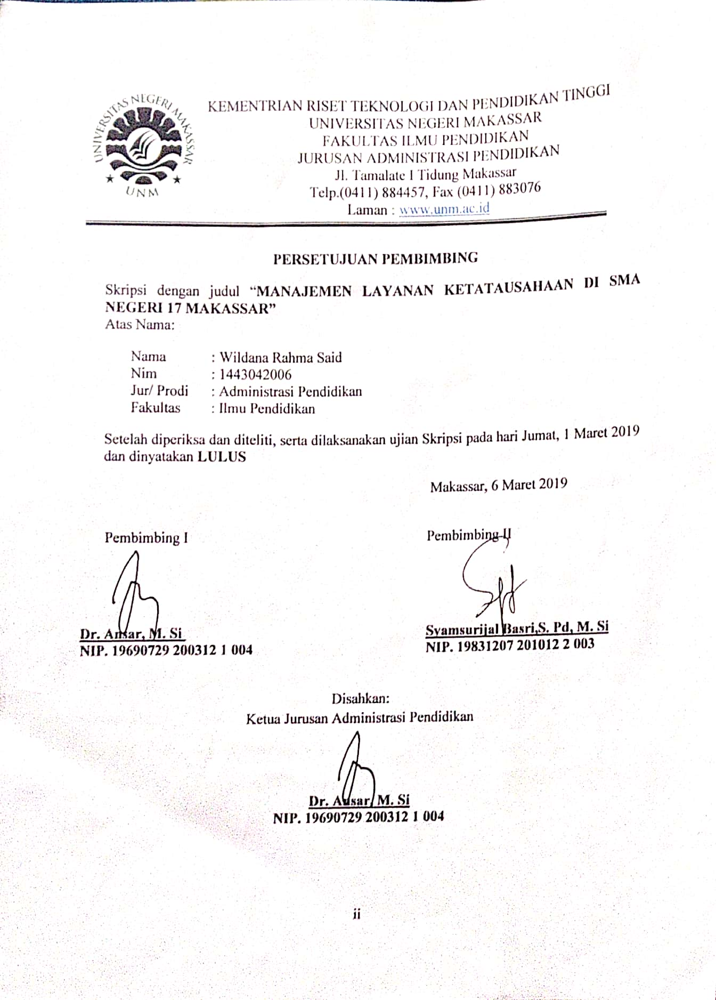 UNIVERSITAS NEGERI MAKASSAR
UNM
KEMENTRIAN RISET TEKNOLOGI DAN PENDIDIKAN TINGGI
UNIVERSITAS NEGERI MAKASSAR
FAKULTAS ILMU PENDIDIKAN
JURUSAN ADMINISTRASI PENDIDIKAN
Jl. Tamalate I Tidung Makassar
Telp.(0411) 884457, Fax (0411) 883076
Laman : www.unm.ac.id
PERSETUJUAN PEMBIMBING
Skripsi dengan judul “MANAJEMEN LAYANAN KETATAUSAHAAN DI SMA
NEGERI 17 MAKASSAR”
Atas Nama:
Nama : Wildana Rahma Said
Nim : 1443042006
Jur/ Prodi : Administrasi Pendidikan
Fakultas : Ilmu Pendidikan
Setelah diperiksa dan diteliti, serta dilaksanakan ujian Skripsi pada hari Jumat, 1 Maret 2019
dan dinyatakan LULUS
Makassar, 6 Maret 2019
Pembimbing I
Pembimbing II
Dr. Ansar, M. Si
NIP. 19690729 200312 1 004
Syamsurijal Basri,S. Pd, M. Si
NIP. 19831207 201012 2 003
Disahkan:
Ketua Jurusan Administrasi Pendidikan
Dr. Ansar, M. Si
NIP. 19690729 200312 1 004
ii